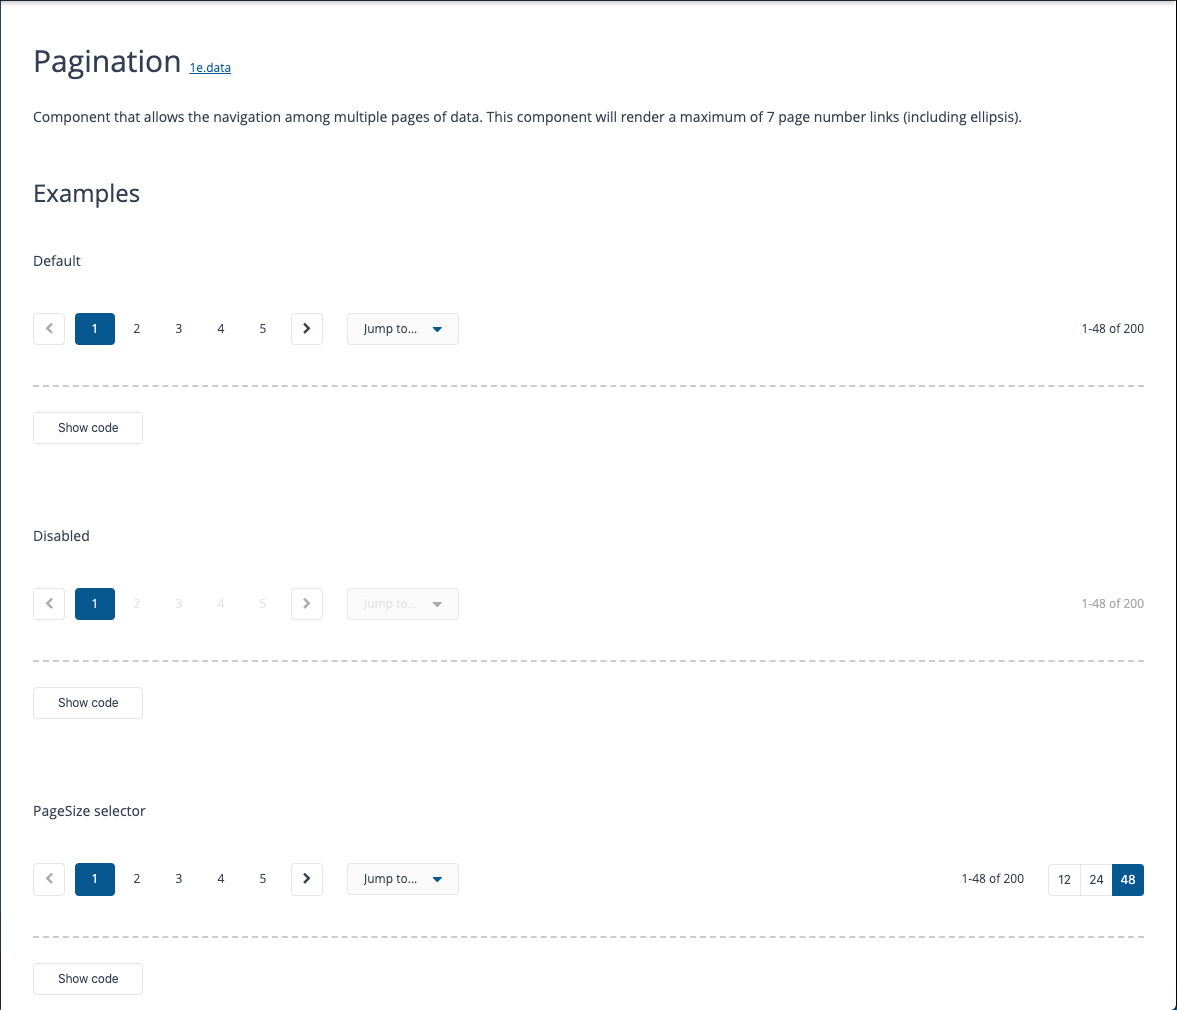 Pagination 1e.data
Component that allows the navigation among multiple pages of data. This component will render a maximum of 7 page number links (including ellipsis).
Examples
Default
1 2 3 4 5 Jump to... 1-48 of 200
Show code
Disabled
1 2 3 4 5 Jump to... 1-48 of 200
Show code
PageSize selector
1 2 3 4 5 Jump to... 1-48 of 200 12 24 48
Show code